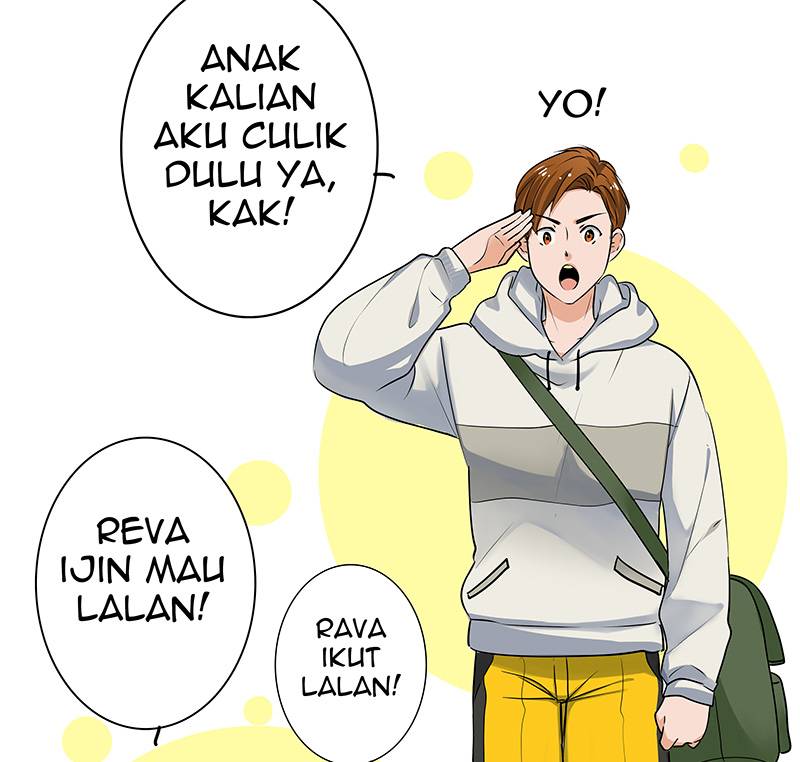 ANAK
KALIAN
AKU CULIK
DULU YA,
KAK!
YO!
REVA
IJIN MAU
LALAN!
RAVA
IKUT
LALAN!